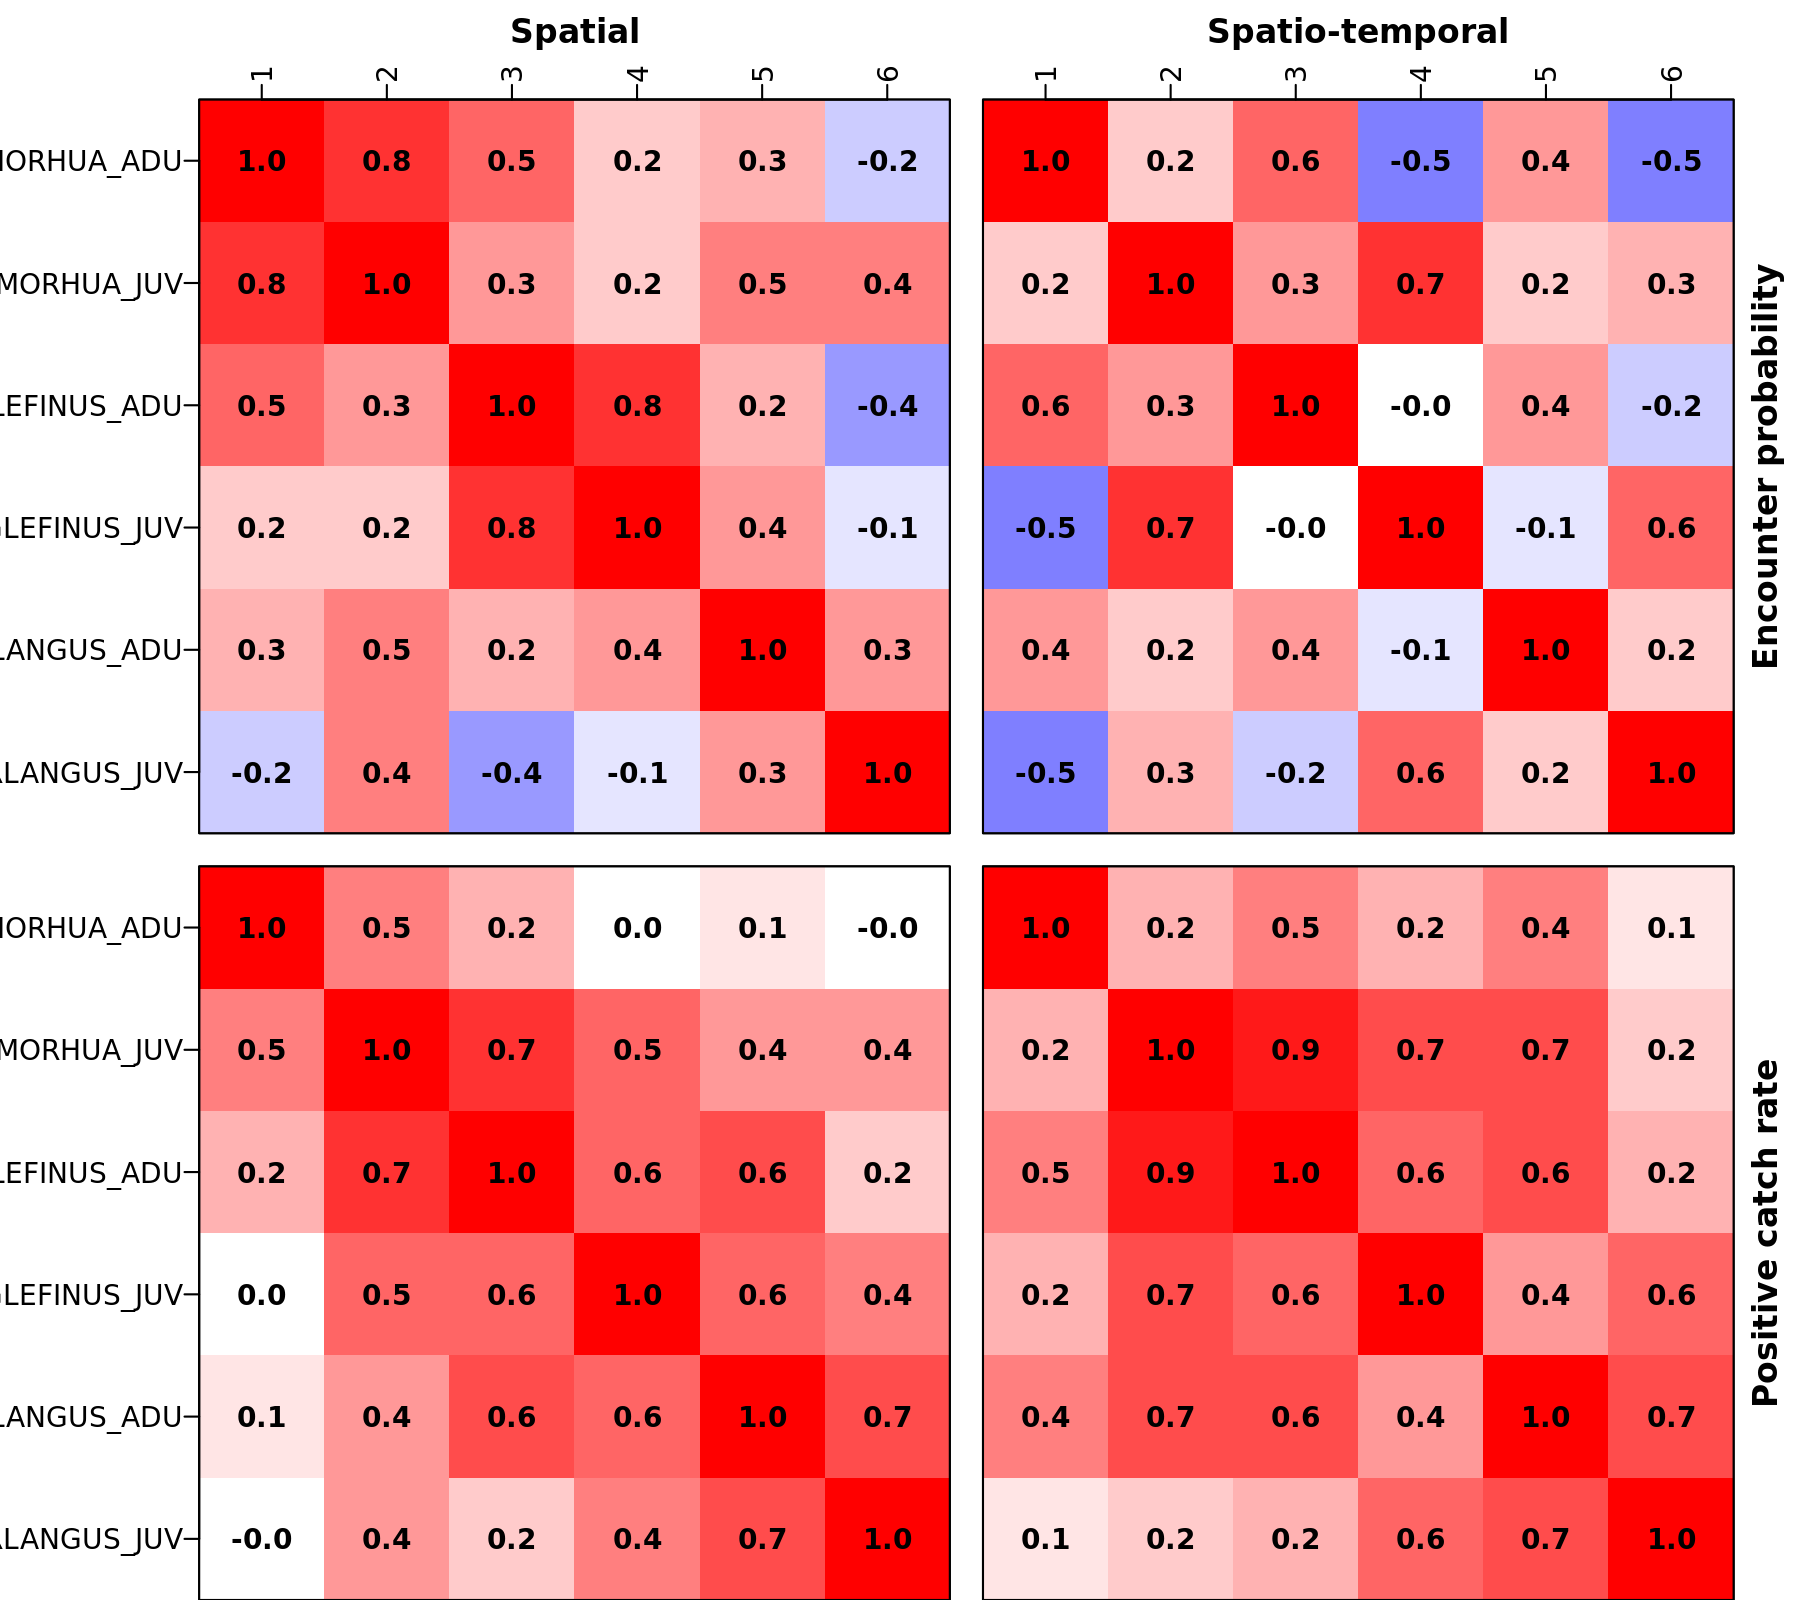 Spatial Spatio-temporal
1 2 3 4 5 6 1 2 3 4 5 6
ORHUA_ADU 1.0 0.8 0.5 0.2 0.3 -0.2 1.0 0.2 0.6 -0.5 0.4 -0.5
MORHUA_JUV 0.8 1.0 0.3 0.2 0.5 0.4 0.2 1.0 0.3 0.7 0.2 0.3
EFINUS_ADU 0.5 0.3 1.0 0.8 0.2 -0.4 0.6 0.3 1.0 -0.0 0.4 -0.2
LEFINUS_JUV 0.2 0.2 0.8 1.0 0.4 -0.1 -0.5 0.7 -0.0 1.0 -0.1 0.6
ANGUS_ADU 0.3 0.5 0.2 0.4 1.0 0.3 0.4 0.2 0.4 -0.1 1.0 0.2
LANGUS_JUV -0.2 0.4 -0.4 -0.1 0.3 1.0 -0.5 0.3 -0.2 0.6 0.2 1.0
Encounter probability
ORHUA_ADU 1.0 0.5 0.2 0.0 0.1 -0.0 1.0 0.2 0.5 0.2 0.4 0.1
MORHUA_JUV 0.5 1.0 0.7 0.5 0.4 0.4 0.2 1.0 0.9 0.7 0.7 0.2
EFINUS_ADU 0.2 0.7 1.0 0.6 0.6 0.2 0.5 0.9 1.0 0.6 0.6 0.2
LEFINUS_JUV 0.0 0.5 0.6 1.0 0.6 0.4 0.2 0.7 0.6 1.0 0.4 0.6
ANGUS_ADU 0.1 0.4 0.6 0.6 1.0 0.7 0.4 0.7 0.6 0.4 1.0 0.7
LANGUS_JUV -0.0 0.4 0.2 0.4 0.7 1.0 0.1 0.2 0.2 0.6 0.7 1.0
Positive catch rate